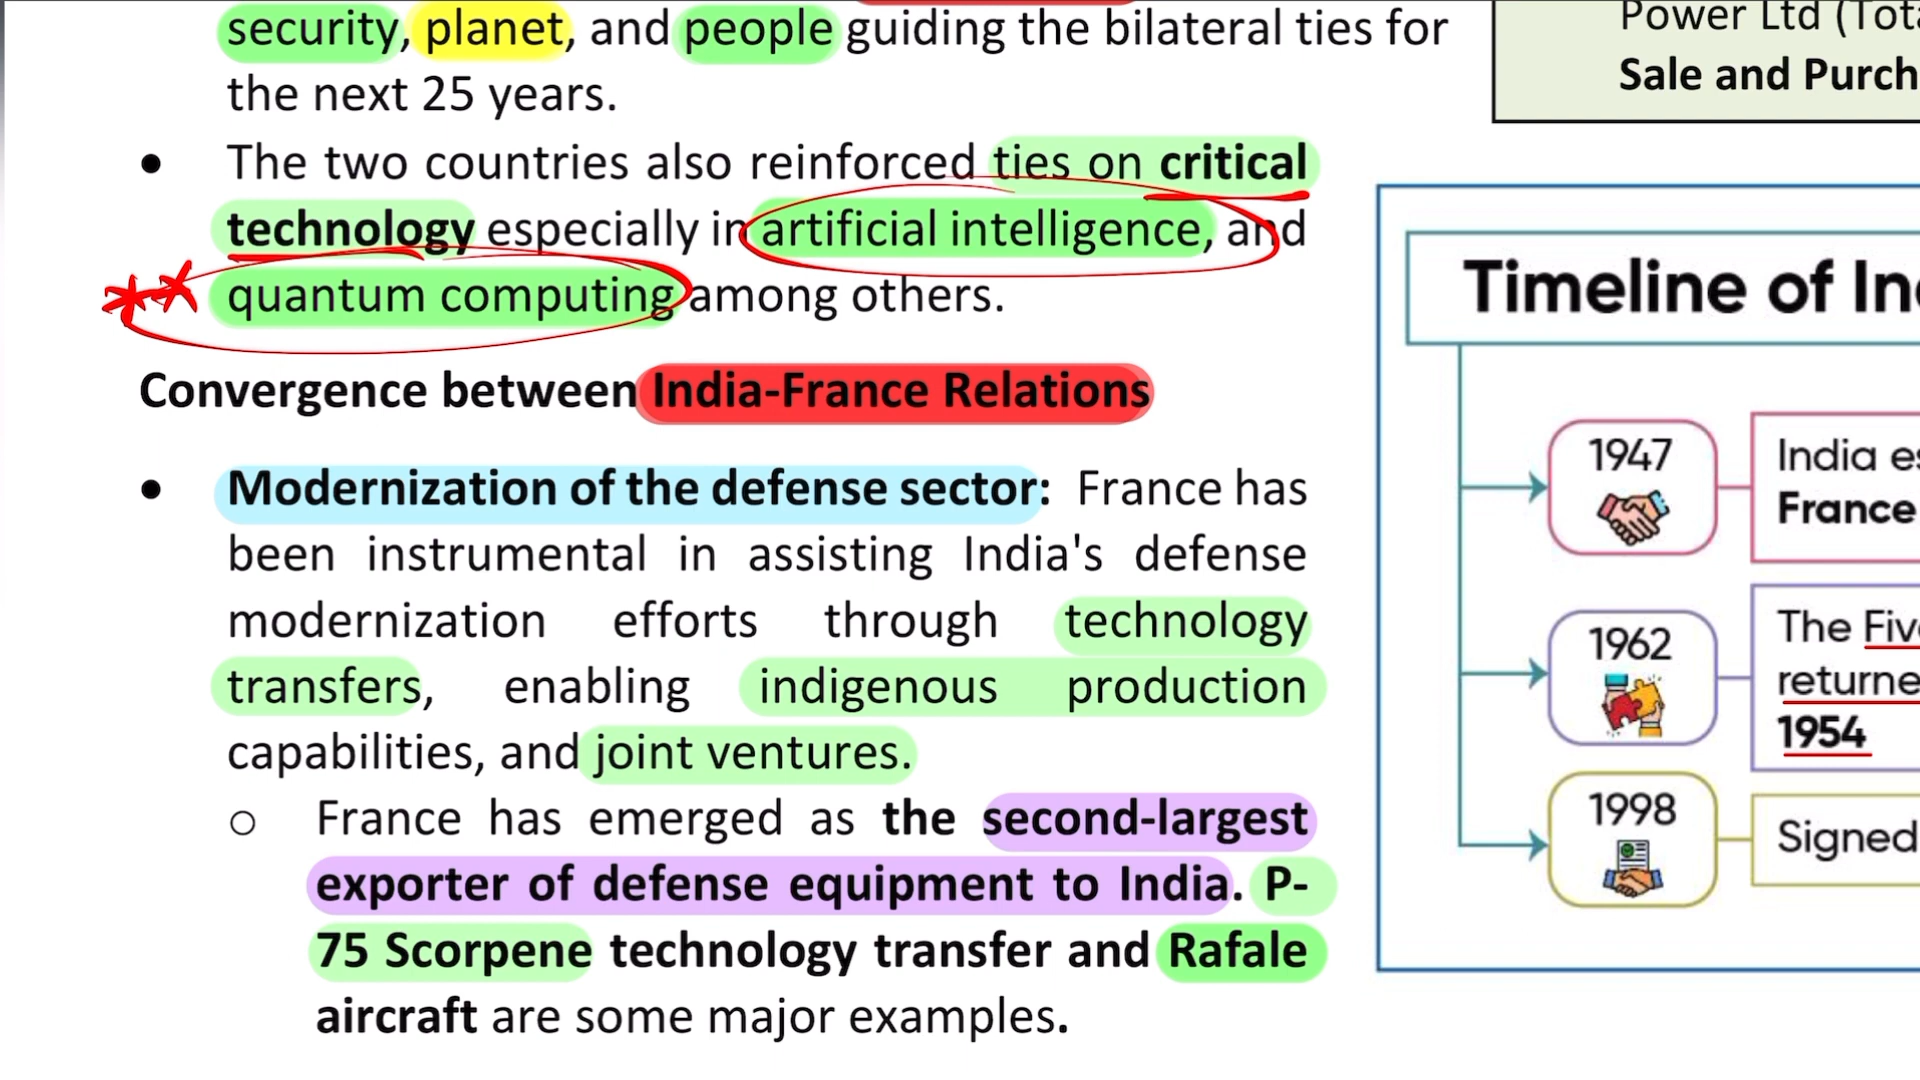 security, planet, and people guiding the bilateral ties for
the next 25 years.
• The two countries also reinforced ties on critical
technology especially in artificial intelligence, and
quantum computing among others.
Convergence between India-France Relations
• Modernization of the defense sector: France has
been instrumental in assisting India's defense
modernization efforts through technology
transfers, enabling indigenous production
capabilities, and joint ventures.
○ France has emerged as the second-largest
exporter of defense equipment to India. P-
75 Scorpene technology transfer and Rafale
aircraft are some major examples.
Power Ltd (Tota
Sale and Purch
Timeline of In
1947
India es
France
1962
The Five
returne
1954
1998
Signed